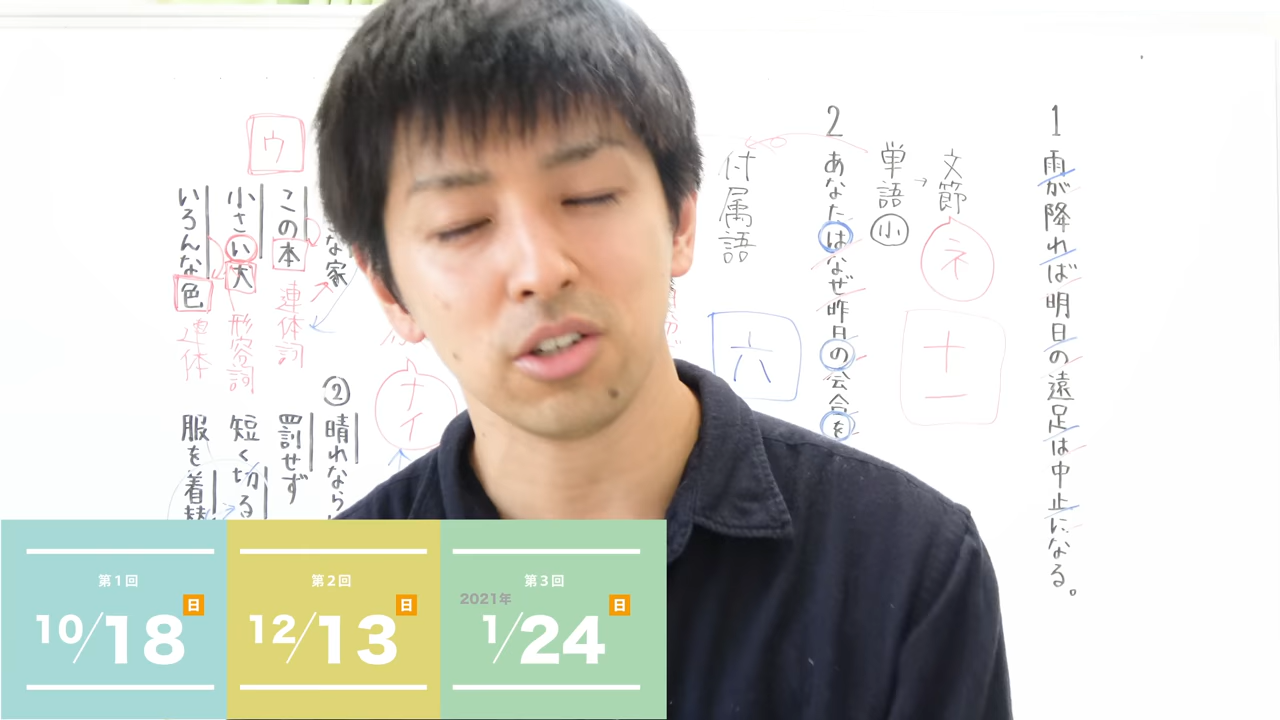 1
雨が降れば明日の遠足は中止になる。
文節
ネ
十一
単語
小
2
あなたはなぜ昨日の会合を
付属語
六
な家
この本
連体詞
ウ
小さい犬
形容詞
いろんな色
連体
ナ
イ
②
晴れなら
罰せず
短く切る
服を着替
第1回
10/18
日
第2回
12/13
日
第3回
2021年
1/24
日